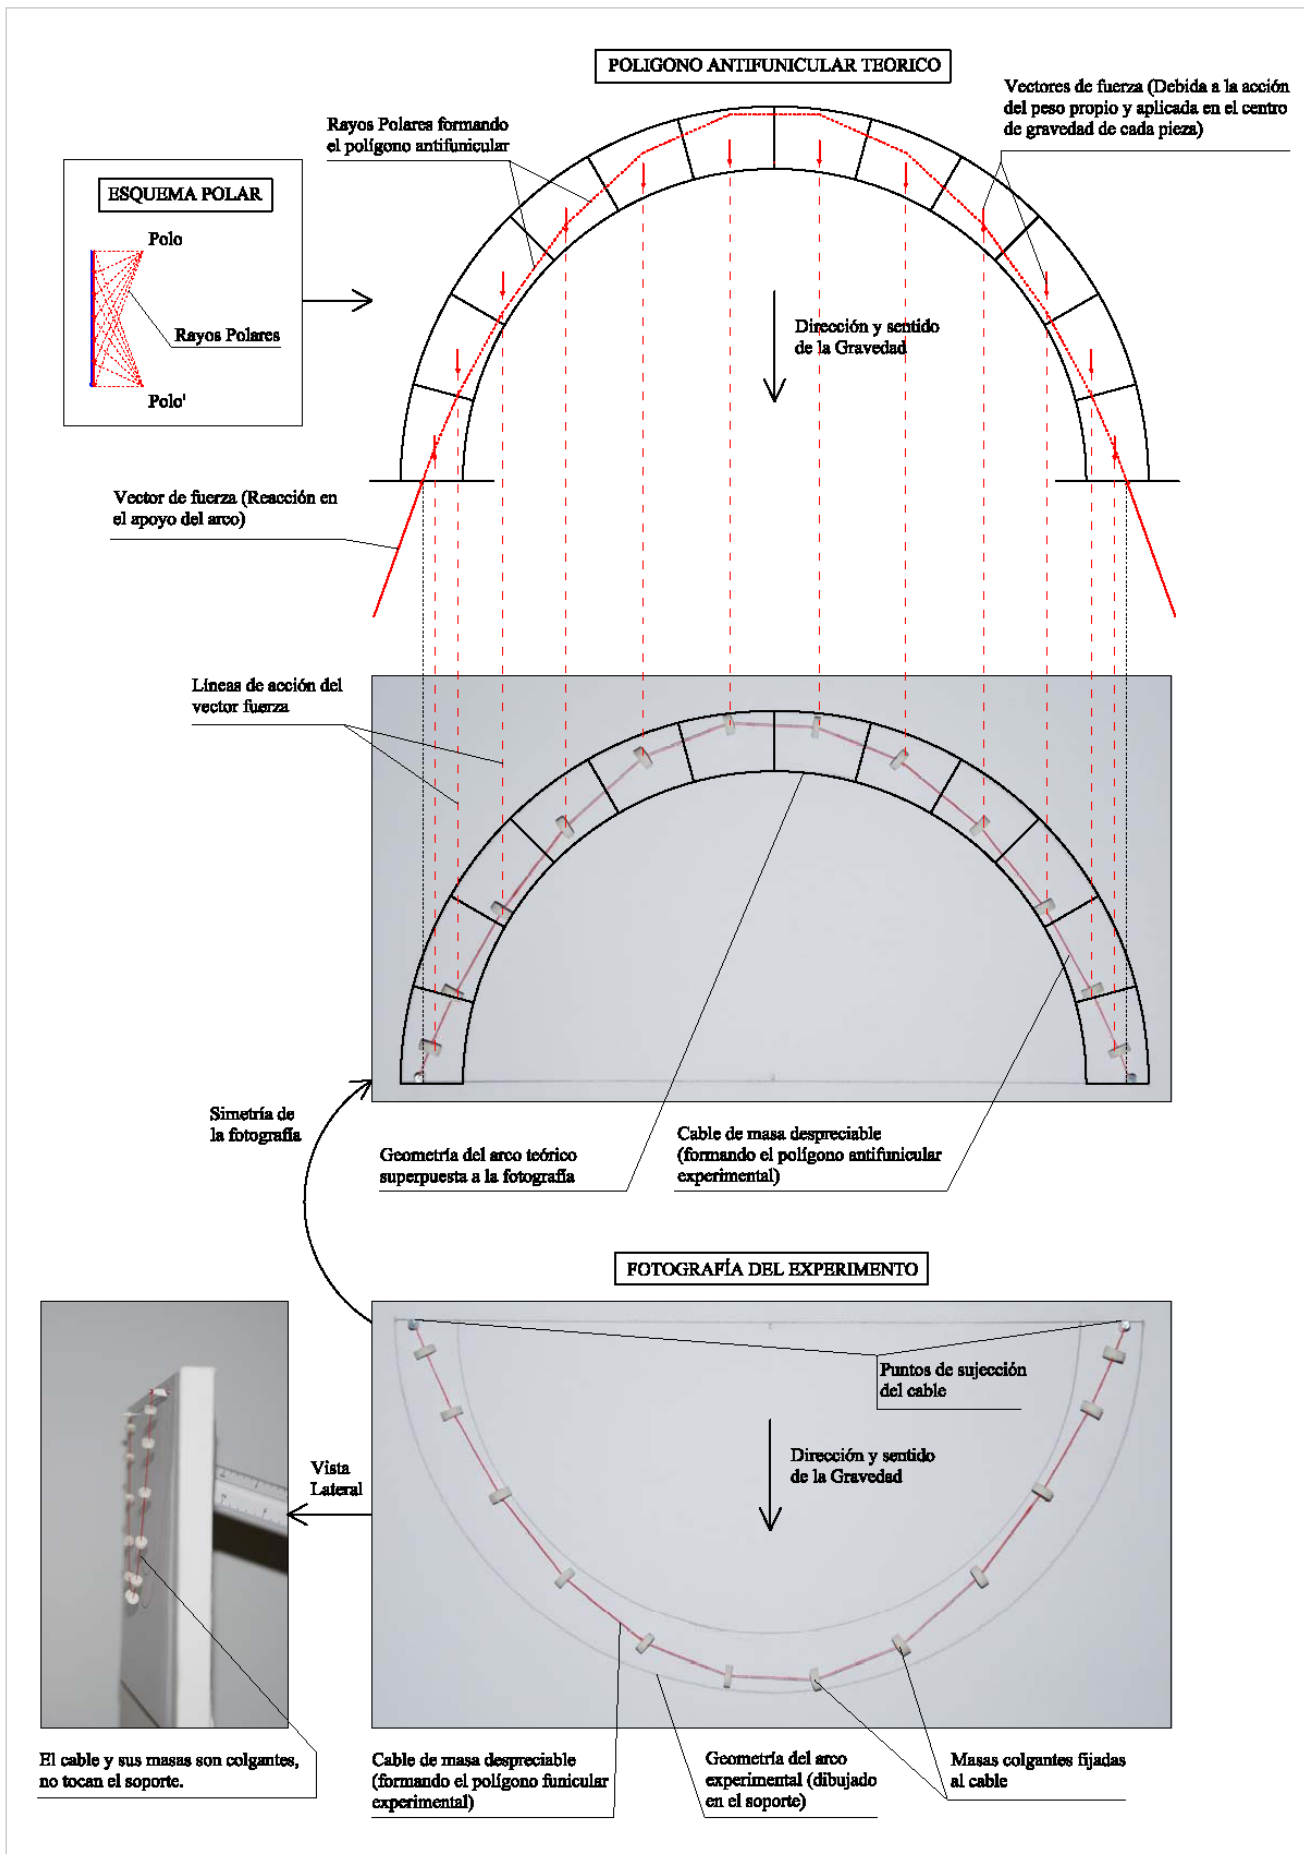 POLIGONO ANTIFUNICULAR TEORICO
Vectores de fuerza (Debida a la acción
del peso propio y aplicada en el centro
de gravedad de cada pieza)
Rayos Polares formando
el polígono antifunicular
ESQUEMA POLAR
Polo
Rayos Polares
Polo'
Dirección y sentido
de la Gravedad
Vector de fuerza (Reacción en
el apoyo del arco)
Líneas de acción del
vector fuerza
Simetría de
la fotografía
Geometría del arco teórico
superpuesta a la fotografía
Cable de masa despreciable
(formando el polígono antifunicular
experimental)
FOTOGRAFÍA DEL EXPERIMENTO
Puntos de sujección
del cable
Dirección y sentido
de la Gravedad
Vista
Lateral
El cable y sus masas son colgantes,
no tocan el soporte.
Cable de masa despreciable
(formando el polígono funicular
experimental)
Geometría del arco
experimental (dibujado
en el soporte)
Masas colgantes fijadas
al cable